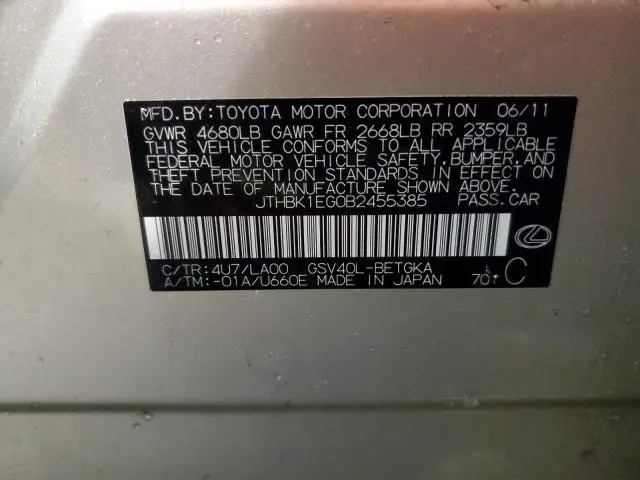 MFD.BY:TOYOTA MOTOR CORPORATION 06/11
GVWR 4680LB GAWR FR 2668LB RR 2359LB
THIS VEHICLE CONFORMS TO ALL APPLICABLE
FEDERAL MOTOR VEHICLE SAFETY,BUMPER,AND
THEFT PREVENTION STANDARDS IN EFFECT ON
THE DATE OF MANUFACTURE SHOWN ABOVE.
JTHBK1EG0B2455385 PASS.CAR
C/TR:4U7/LA00 GSV40L-BETGKA
A/TM:-01A/U660E MADE IN JAPAN 701 C